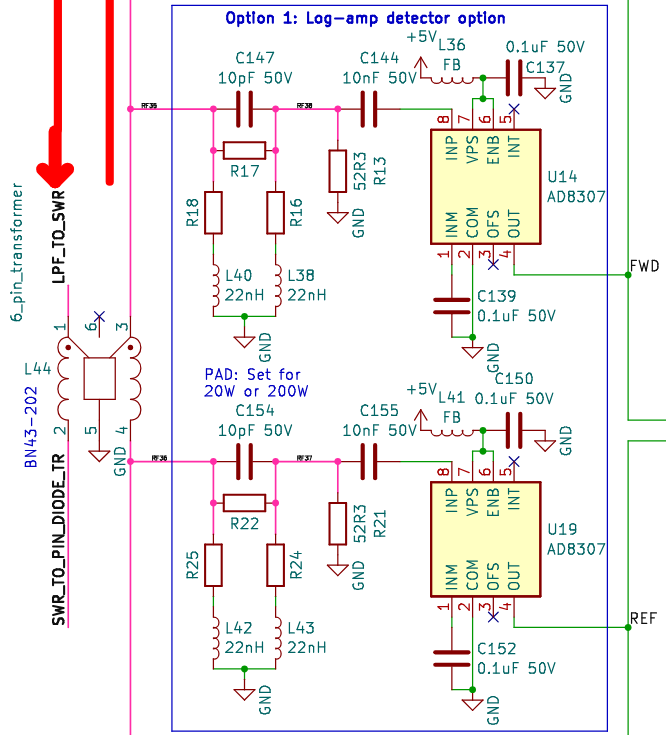 Option 1: Log-amp detector option
+5V
L36
FB
0.1uF 50V
C137
GND
C147
10pF 50V
C144
10nF 50V
RF35
RF38
R17
R18
R16
52R3
R13
GND
8
7
6
5
INP
VPS
ENB
INT
U14
AD8307
INM
COM
OFS
OUT
1
2
3
4
FWD
L40
22nH
L38
22nH
GND
C139
0.1uF 50V
GND
6_pin_transformer
LPF_TO_SWR
1
6
3
L44
BN43-202
2
5
4
GND
SWR_TO_PIN_DIODE_TR
PAD: Set for
20W or 200W
+5V
L41
FB
C150
0.1uF 50V
GND
C154
10pF 50V
C155
10nF 50V
RF36
RF37
R22
R25
R24
52R3
R21
GND
8
7
6
5
INP
VPS
ENB
INT
U19
AD8307
INM
COM
OFS
OUT
1
2
3
4
REF
L42
22nH
L43
22nH
GND
C152
0.1uF 50V
GND